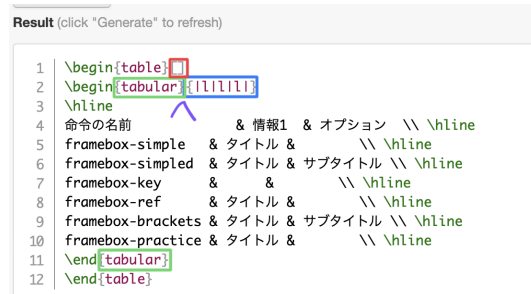 Result (click "Generate" to refresh)
1 \begin{table}[]
2 \begin{tabular}{|l|l|l|}
3 \hline
4 命令の名前 & 情報1 & オプション \\ \hline
5 framebox-simple & タイトル & \\ \hline
6 framebox-simpled & タイトル & サブタイトル \\ \hline
7 framebox-key & & \\ \hline
8 framebox-ref & タイトル & \\ \hline
9 framebox-brackets & タイトル & サブタイトル \\ \hline
10 framebox-practice & タイトル & \\ \hline
11 \end{tabular}
12 \end{table}